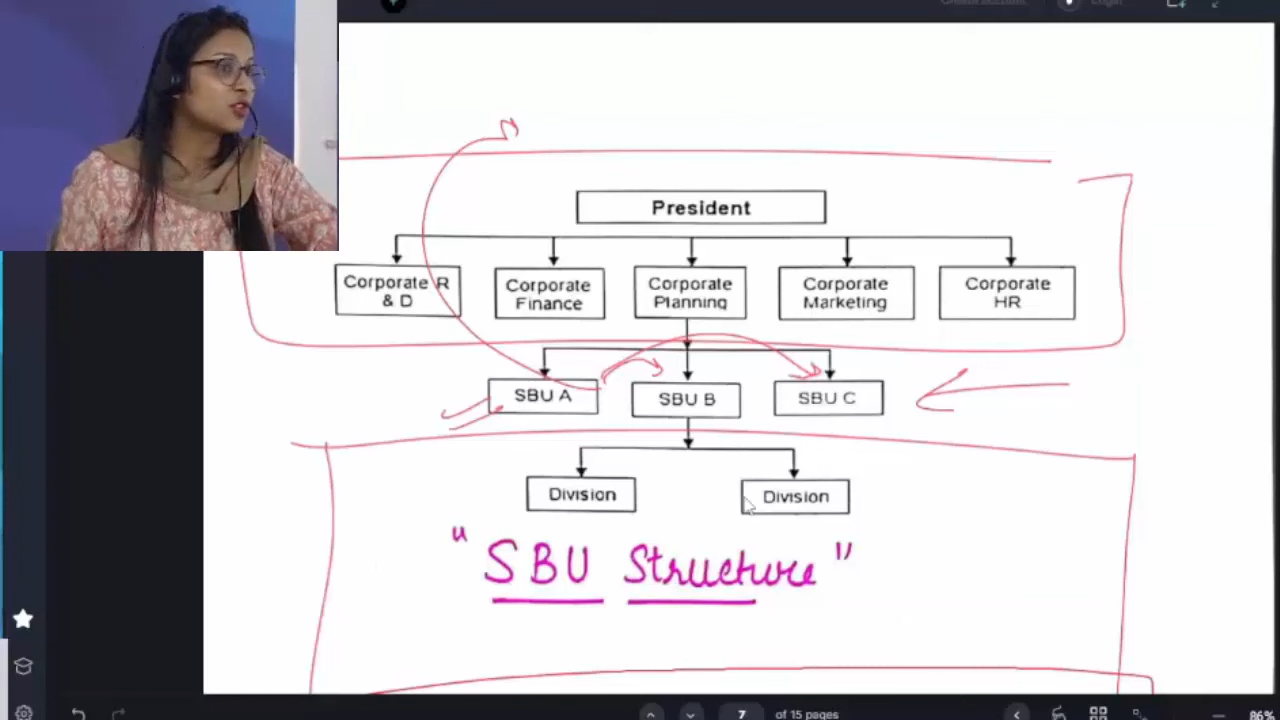 President
Corporate R & D
Corporate Finance
Corporate Planning
Corporate Marketing
Corporate HR
SBU A
SBU B
SBU C
Division
Division
" SBU Structure "
7 of 15 pages
86%